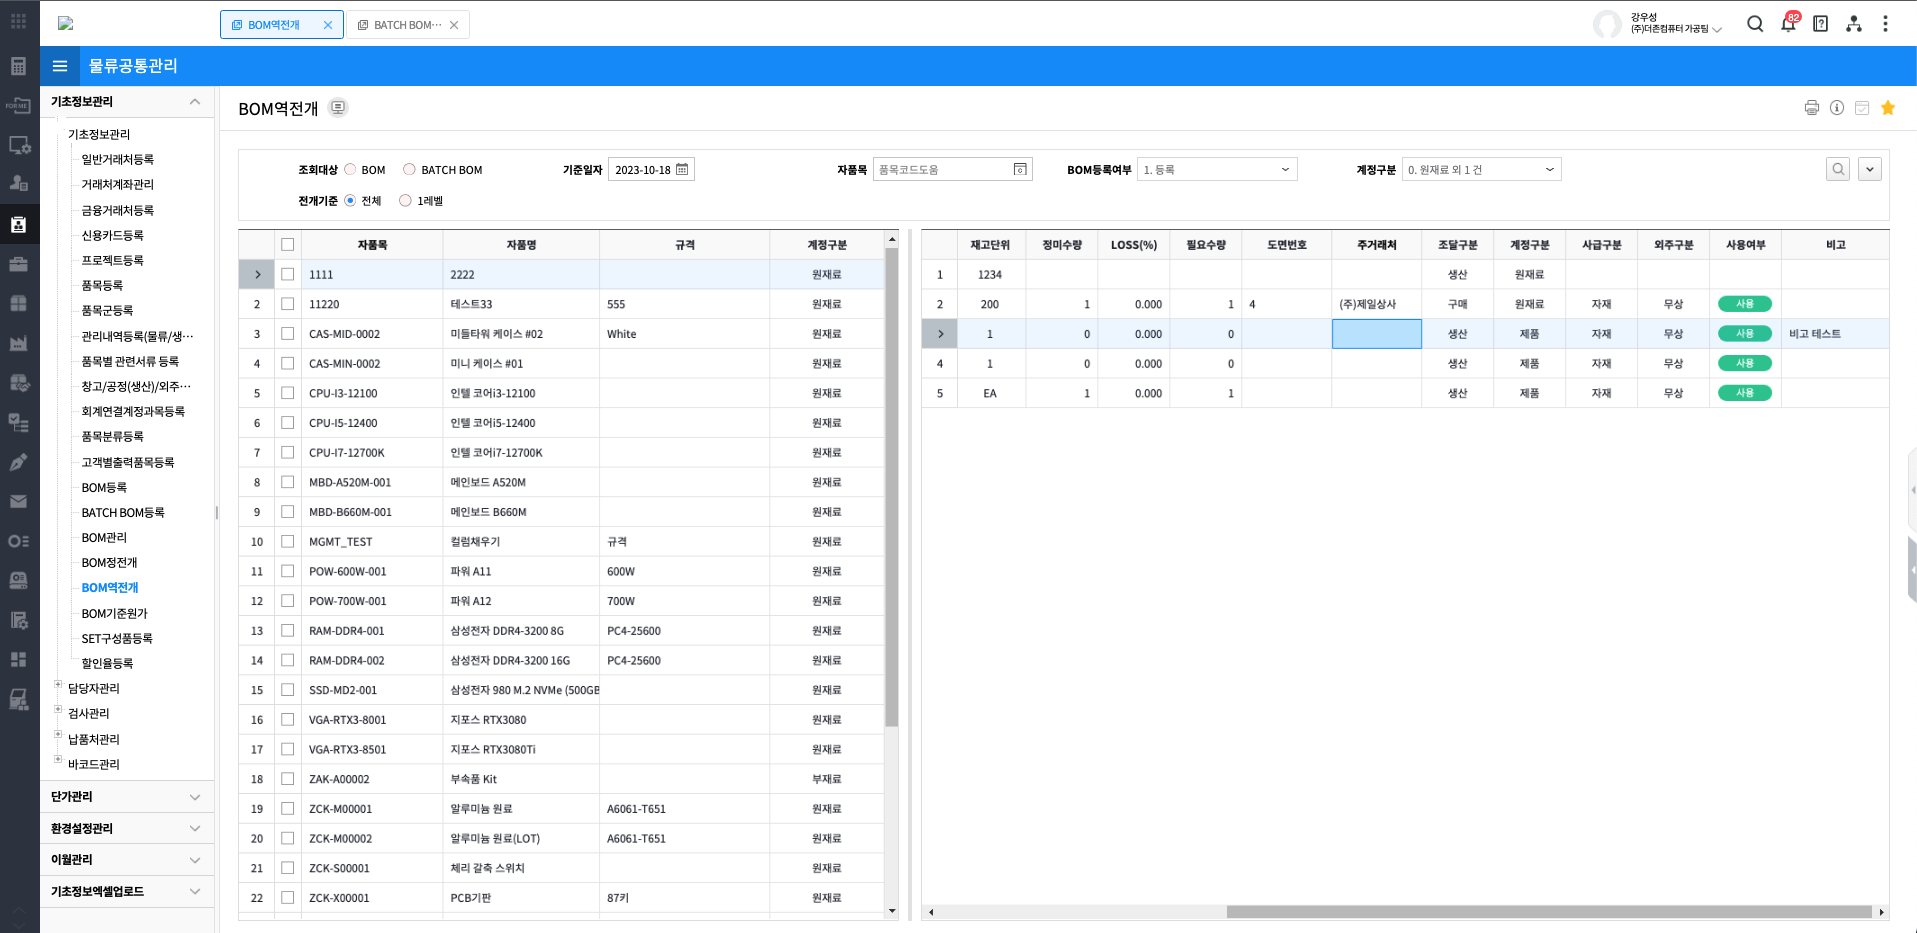 BOM역전개
BATCH BOM···
강우성
(주)더존컴퓨터 가공팀
82
물류공통관리
기초정보관리
기초정보관리
일반거래처등록
거래처계좌관리
금융거래처등록
신용카드등록
프로젝트등록
품목등록
품목군등록
관리내역등록(물류/생···
품목별 관련서류 등록
창고/공정(생산)/외주···
회계연결계정과목등록
품목분류등록
고객별출력품목등록
BOM등록
BATCH BOM등록
BOM관리
BOM정전개
BOM역전개
BOM기준원가
SET구성품등록
할인율등록
담당자관리
검사관리
납품처관리
바코드관리
단가관리
환경설정관리
이월관리
기초정보엑셀업로드
BOM역전개
조회대상 BOM BATCH BOM 기준일자 2023-10-18 자품목 품목코드도움 BOM등록여부 1. 등록 계정구분 0. 원재료 외 1 건
전개기준 전체 1레벨
자품목 자품명 규격 계정구분
1111 2222 원재료
2 11220 테스트33 555 원재료
3 CAS-MID-0002 미들타워 케이스 #02 White 원재료
4 CAS-MIN-0002 미니 케이스 #01 원재료
5 CPU-I3-12100 인텔 코어i3-12100 원재료
6 CPU-I5-12400 인텔 코어i5-12400 원재료
7 CPU-I7-12700K 인텔 코어i7-12700K 원재료
8 MBD-A520M-001 메인보드 A520M 원재료
9 MBD-B660M-001 메인보드 B660M 원재료
10 MGMT_TEST 컬럼채우기 규격 원재료
11 POW-600W-001 파워 A11 600W 원재료
12 POW-700W-001 파워 A12 700W 원재료
13 RAM-DDR4-001 삼성전자 DDR4-3200 8G PC4-25600 원재료
14 RAM-DDR4-002 삼성전자 DDR4-3200 16G PC4-25600 원재료
15 SSD-MD2-001 삼성전자 980 M.2 NVMe (500GB 원재료
16 VGA-RTX3-8001 지포스 RTX3080 원재료
17 VGA-RTX3-8501 지포스 RTX3080Ti 원재료
18 ZAK-A00002 부속품 Kit 부재료
19 ZCK-M00001 알루미늄 원료 A6061-T651 원재료
20 ZCK-M00002 알루미늄 원료(LOT) A6061-T651 원재료
21 ZCK-S00001 체리 갈축 스위치 원재료
22 ZCK-X00001 PCB기판 87키 원재료
재고단위 정미수량 LOSS(%) 필요수량 도면번호 주거래처 조달구분 계정구분 사급구분 외주구분 사용여부 비고
1 1234 생산 원재료
2 200 1 0.000 1 4 (주)제일상사 구매 원재료 자재 무상 사용
1 0 0.000 0 생산 제품 자재 무상 사용 비고 테스트
4 1 0 0.000 0 생산 제품 자재 무상 사용
5 EA 1 0.000 1 생산 제품 자재 무상 사용